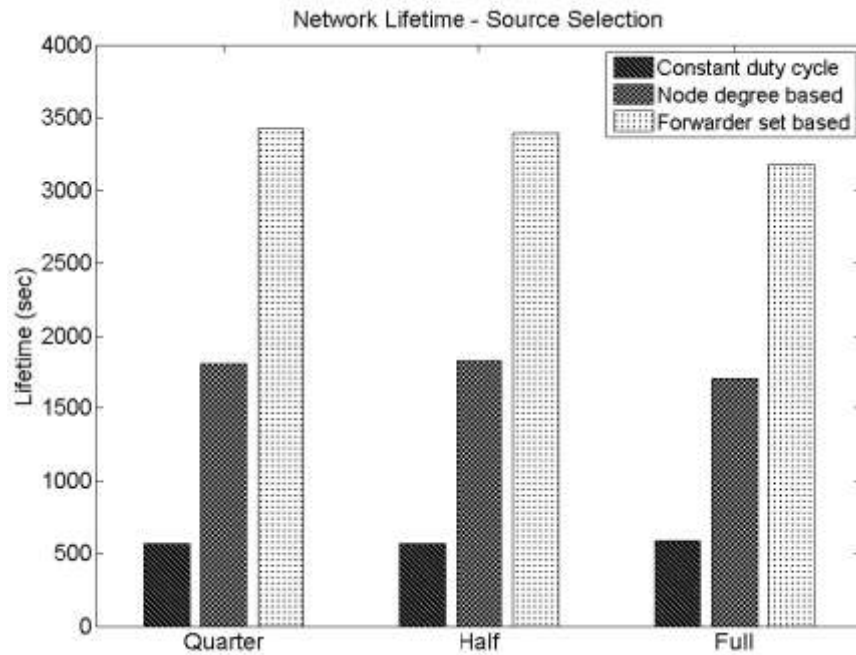 Network Lifetime - Source Selection
4000
3500
3000
2500
2000
1500
1000
500
0
Lifetime (sec)
Constant duty cycle
Node degree based
Forwarder set based
Quarter
Half
Full